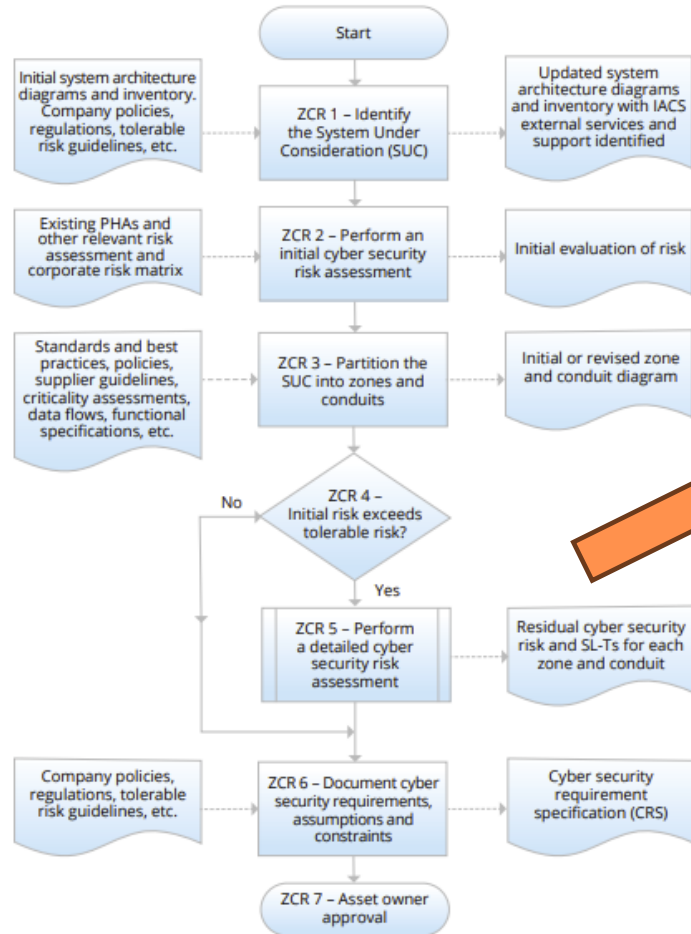 Start
Initial system architecture
diagrams and inventory.
Company policies,
regulations, tolerable
risk guidelines, etc.
ZCR 1 – Identify
the System Under
Consideration (SUC)
Updated system
architecture diagrams
and inventory with IACS
external services and
support identified
Existing PHAs and
other relevant risk
assessment and
corporate risk matrix
ZCR 2 – Perform an
initial cyber security
risk assessment
Initial evaluation of risk
Standards and best
practices, policies,
supplier guidelines,
criticality assessments,
data flows, functional
specifications, etc.
ZCR 3 – Partition the
SUC into zones and
conduits
Initial or revised zone
and conduit diagram
ZCR 4 –
Initial risk exceeds
tolerable risk?
No
Yes
ZCR 5 – Perform
a detailed cyber
security risk
assessment
Residual cyber security
risk and SL-Ts for each
zone and conduit
Company policies,
regulations, tolerable
risk guidelines, etc.
ZCR 6 – Document cyber
security requirements,
assumptions and
constraints
Cyber security
requirement
specification (CRS)
ZCR 7 – Asset owner
approval